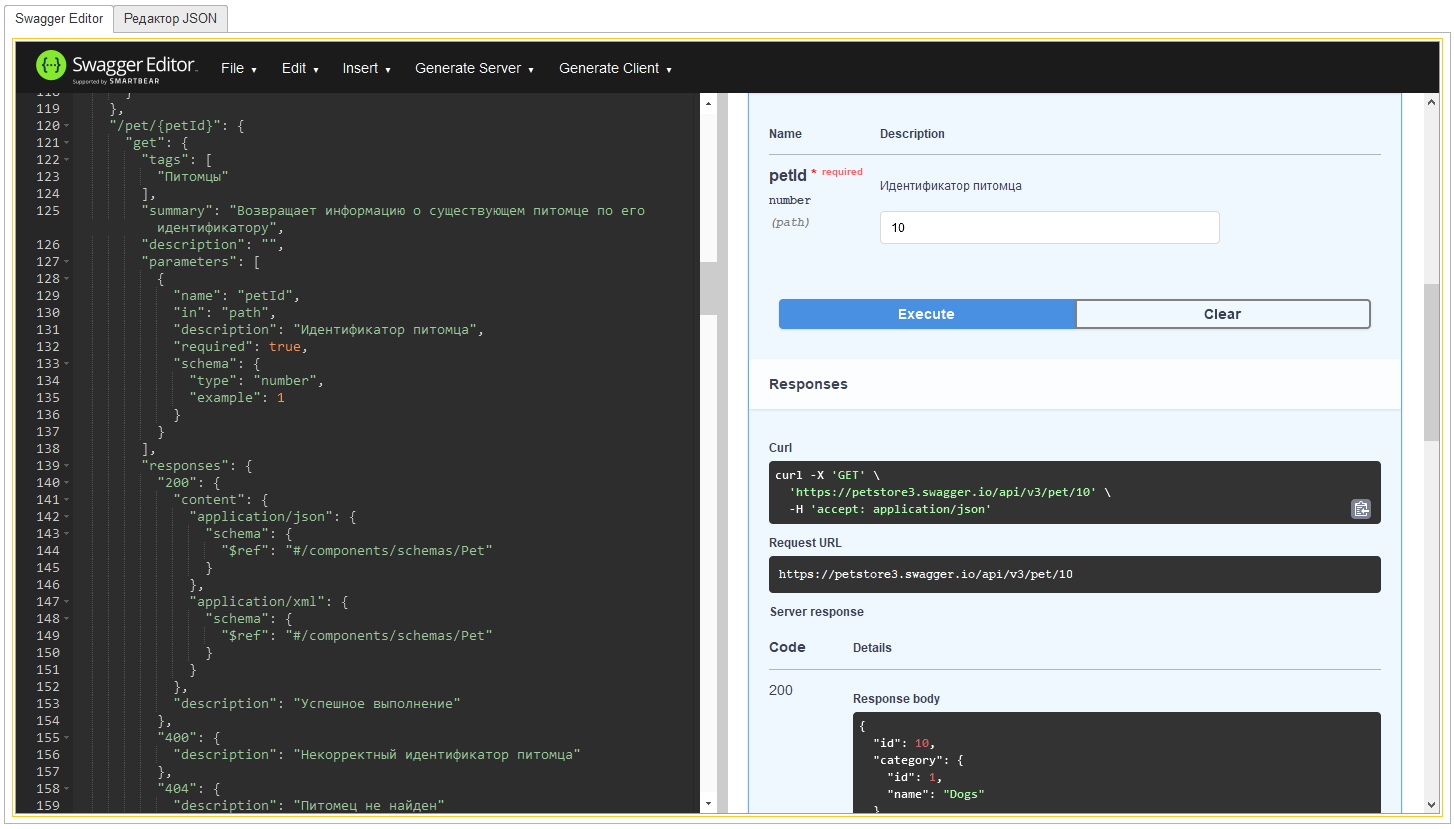 Swagger Editor
Редактор JSON
Swagger Editor
Supported by SMARTBEAR
File
Edit
Insert
Generate Server
Generate Client
118 }
119 },
120 "/pet/{petId}": {
121 "get": {
122 "tags": [
123 "Питомцы"
124 ],
125 "summary": "Возвращает информацию о существующем питомце по его
идентификатору",
126 "description": "",
127 "parameters": [
128 {
129 "name": "petId",
130 "in": "path",
131 "description": "Идентификатор питомца",
132 "required": true,
133 "schema": {
134 "type": "number",
135 "example": 1
136 }
137 }
138 ],
139 "responses": {
140 "200": {
141 "content": {
142 "application/json": {
143 "schema": {
144 "$ref": "#/components/schemas/Pet"
145 }
146 },
147 "application/xml": {
148 "schema": {
149 "$ref": "#/components/schemas/Pet"
150 }
151 }
152 },
153 "description": "Успешное выполнение"
154 },
155 "400": {
156 "description": "Некорректный идентификатор питомца"
157 },
158 "404": {
159 "description": "Питомец не найден"
Name
Description
petId * required
number
(path)
Идентификатор питомца
10
Execute
Clear
Responses
Curl
curl -X 'GET' \
'https://petstore3.swagger.io/api/v3/pet/10' \
-H 'accept: application/json'
Request URL
https://petstore3.swagger.io/api/v3/pet/10
Server response
Code
Details
200
Response body
{
"id": 10,
"category": {
"id": 1,
"name": "Dogs"
}